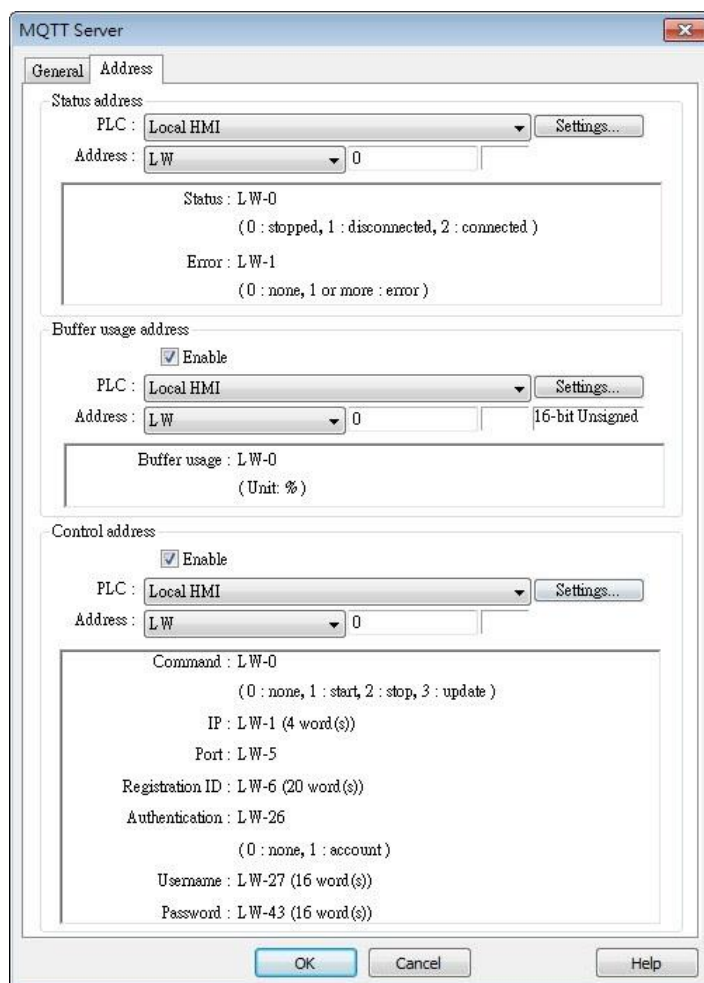 MQTT Server
General Address
Status address
PLC : Local HMI Settings...
Address : LW 0
Status : LW-0
( 0 : stopped, 1 : disconnected, 2 : connected )
Error : LW-1
( 0 : none, 1 or more : error )
Buffer usage address
Enable
PLC : Local HMI Settings...
Address : LW 0 16-bit Unsigned
Buffer usage : LW-0
( Unit: % )
Control address
Enable
PLC : Local HMI Settings...
Address : LW 0
Command : LW-0
( 0 : none, 1 : start, 2 : stop, 3 : update )
IP : LW-1 (4 word(s))
Port : LW-5
Registration ID : LW-6 (20 word(s))
Authentication : LW-26
( 0 : none, 1 : account )
Username : LW-27 (16 word(s))
Password : LW-43 (16 word(s))
OK Cancel Help